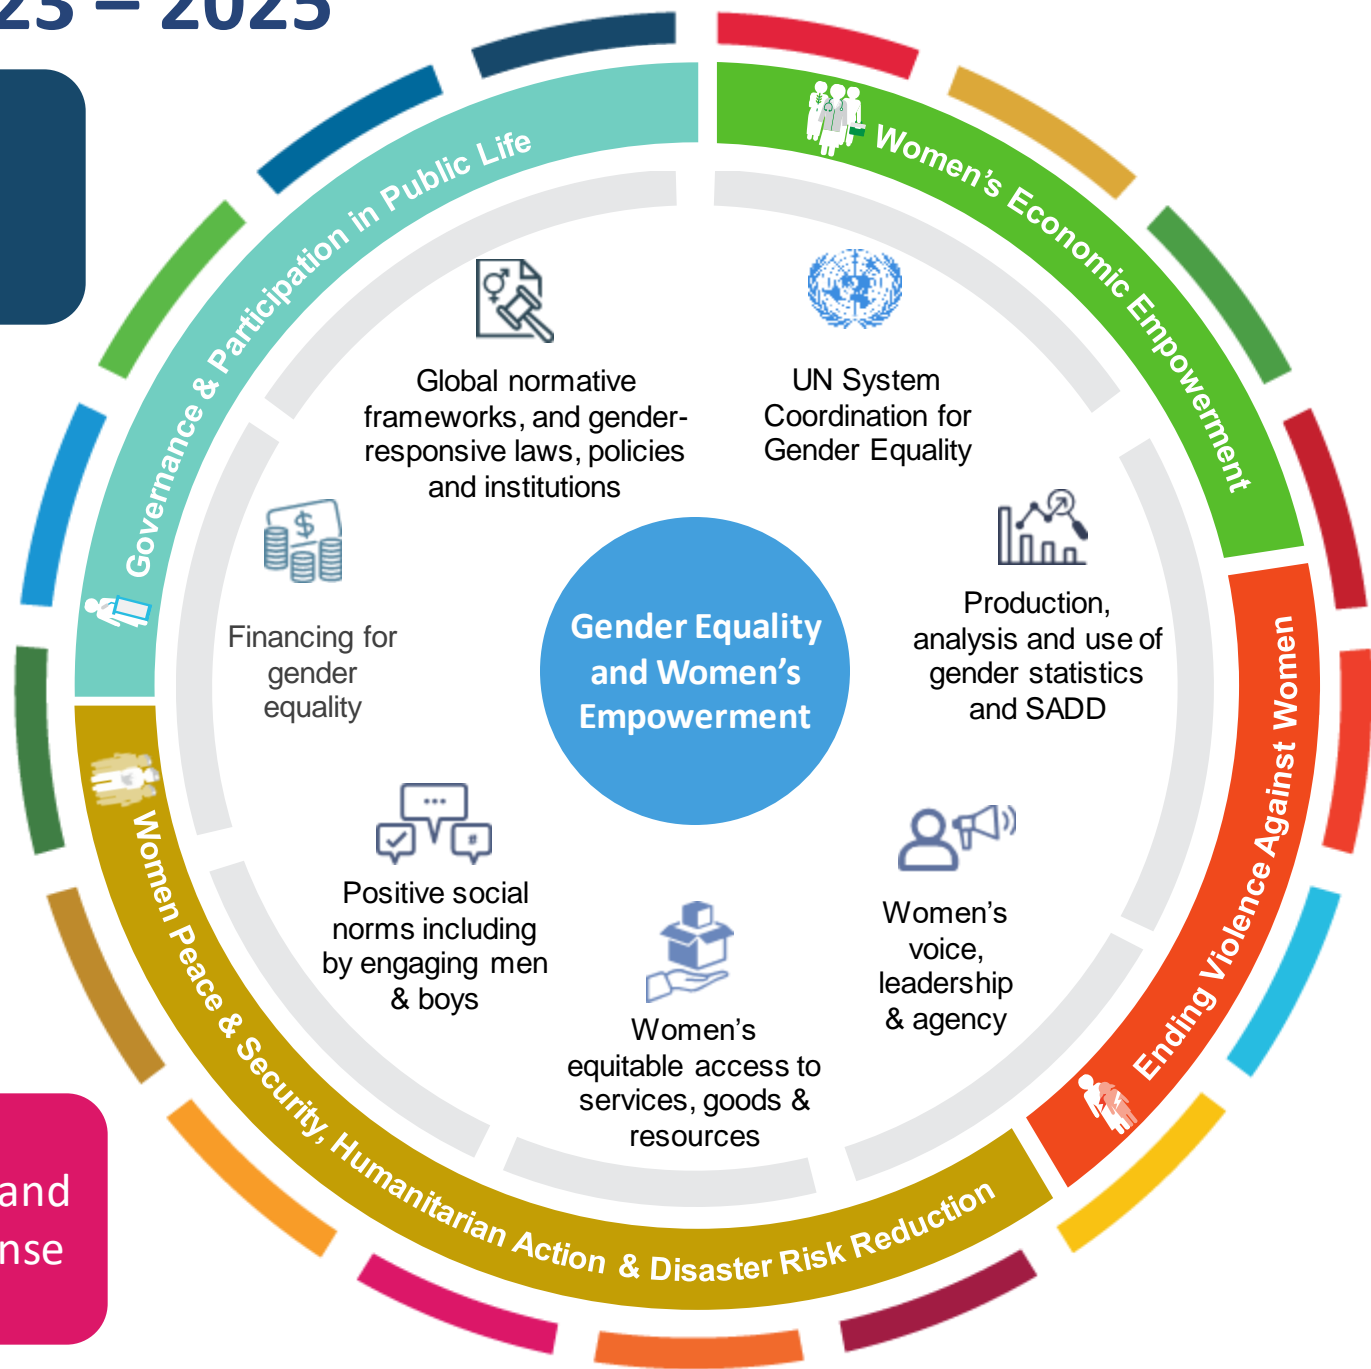 23 – 2025
Governance & Participation in Public Life
Women's Economic Empowerment
Ending Violence Against Women
Women Peace & Security, Humanitarian Action & Disaster Risk Reduction
Global normative
frameworks, and gender-
responsive laws, policies
and institutions
UN System
Coordination for
Gender Equality
Financing for
gender
equality
Gender Equality
and Women's
Empowerment
Production,
analysis and use of
gender statistics
and SADD
Positive social
norms including
by engaging men
& boys
Women's
equitable access to
services, goods &
resources
Women's
voice,
leadership
& agency
and
nse